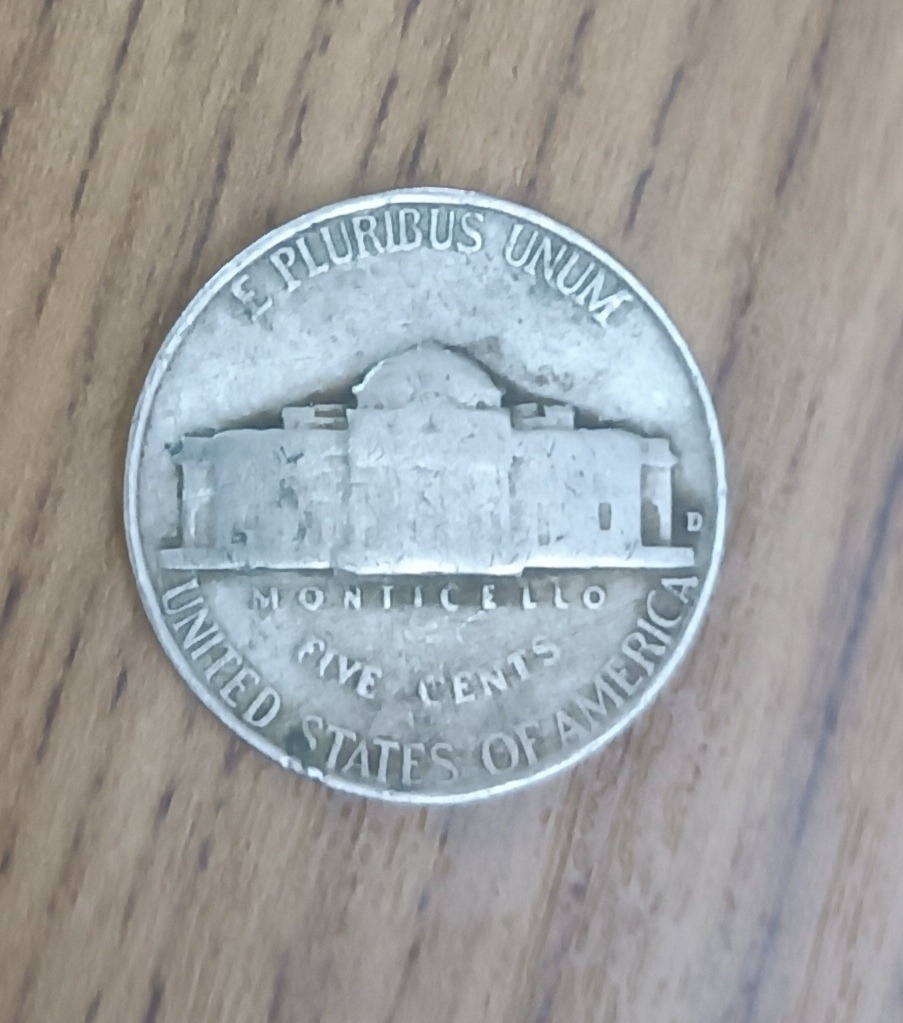 E PLURIBUS UNUM
D
MONTICELLO
FIVE CENTS
UNITED STATES OF AMERICA